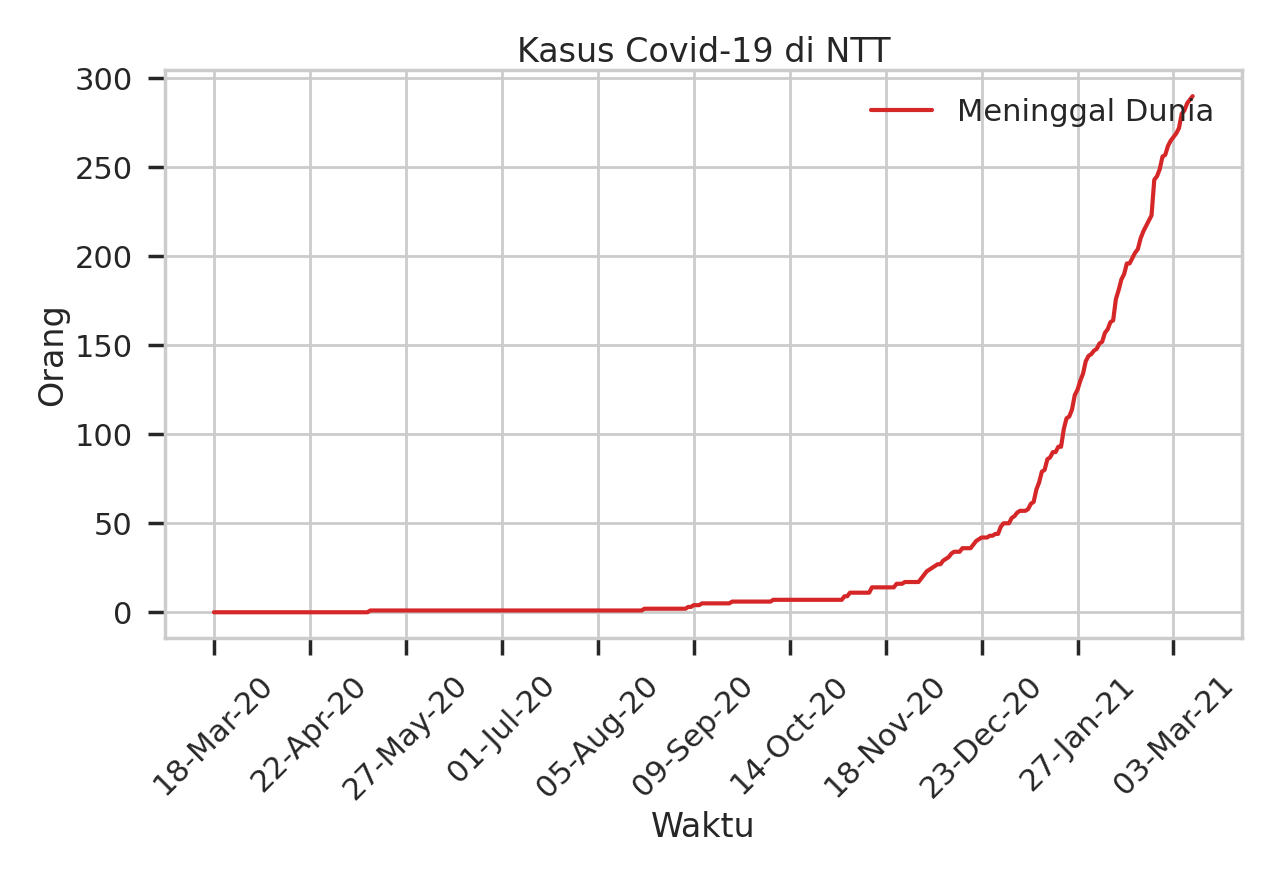 Kasus Covid-19 di NTT
Meninggal Dunia
300
250
200
150
100
50
0
Orang
18-Mar-20
22-Apr-20
27-May-20
01-Jul-20
05-Aug-20
09-Sep-20
14-Oct-20
18-Nov-20
23-Dec-20
27-Jan-21
03-Mar-21
Waktu